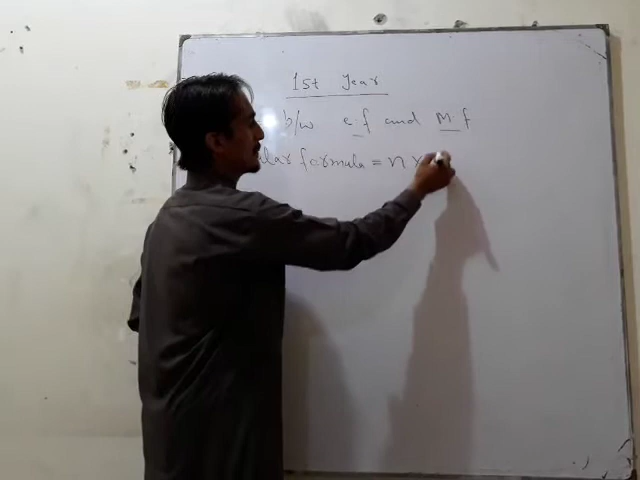 1st Year
b/w e.f and M.f
lar formula = n x